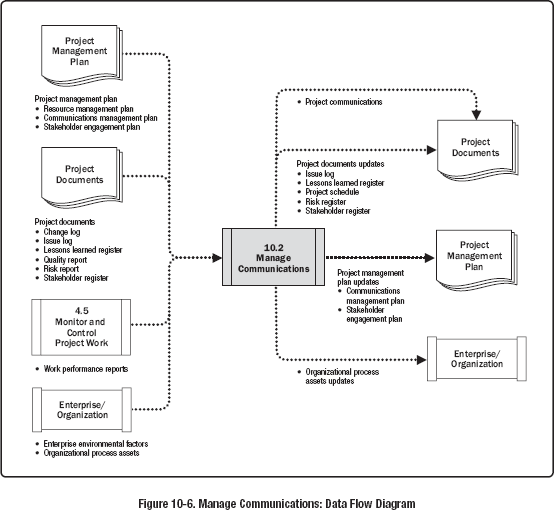 Project
Management
Plan
Project management plan
• Resource management plan
• Communications management plan
• Stakeholder engagement plan
Project
Documents
Project documents
• Change log
• Issue log
• Lessons learned register
• Quality report
• Risk report
• Stakeholder register
4.5
Monitor and
Control
Project Work
• Work performance reports
Enterprise/
Organization
• Enterprise environmental factors
• Organizational process assets
10.2
Manage
Communications
• Project communications
Project
Documents
Project documents updates
• Issue log
• Lessons learned register
• Project schedule
• Risk register
• Stakeholder register
Project
Management
Plan
Project management
plan updates
• Communications
management plan
• Stakeholder
engagement plan
Enterprise/
Organization
• Organizational process
assets updates
Figure 10-6. Manage Communications: Data Flow Diagram